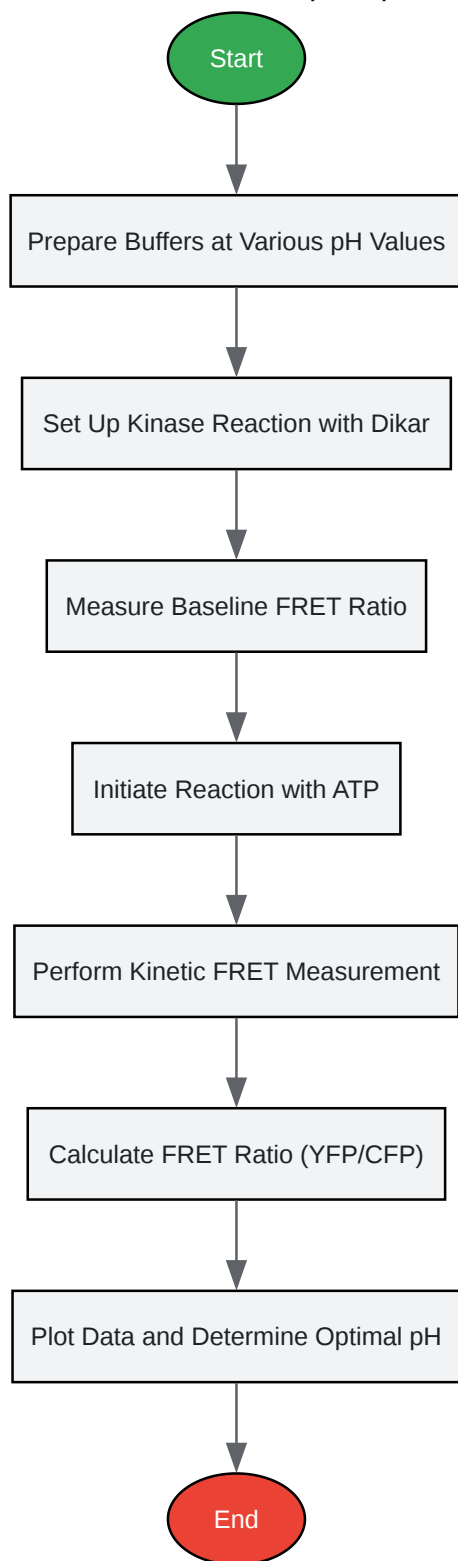 Start
Prepare Buffers at Various pH Values
Set Up Kinase Reaction with Dikar
Measure Baseline FRET Ratio
Initiate Reaction with ATP
Perform Kinetic FRET Measurement
Calculate FRET Ratio (YFP/CFP)
Plot Data and Determine Optimal pH
End